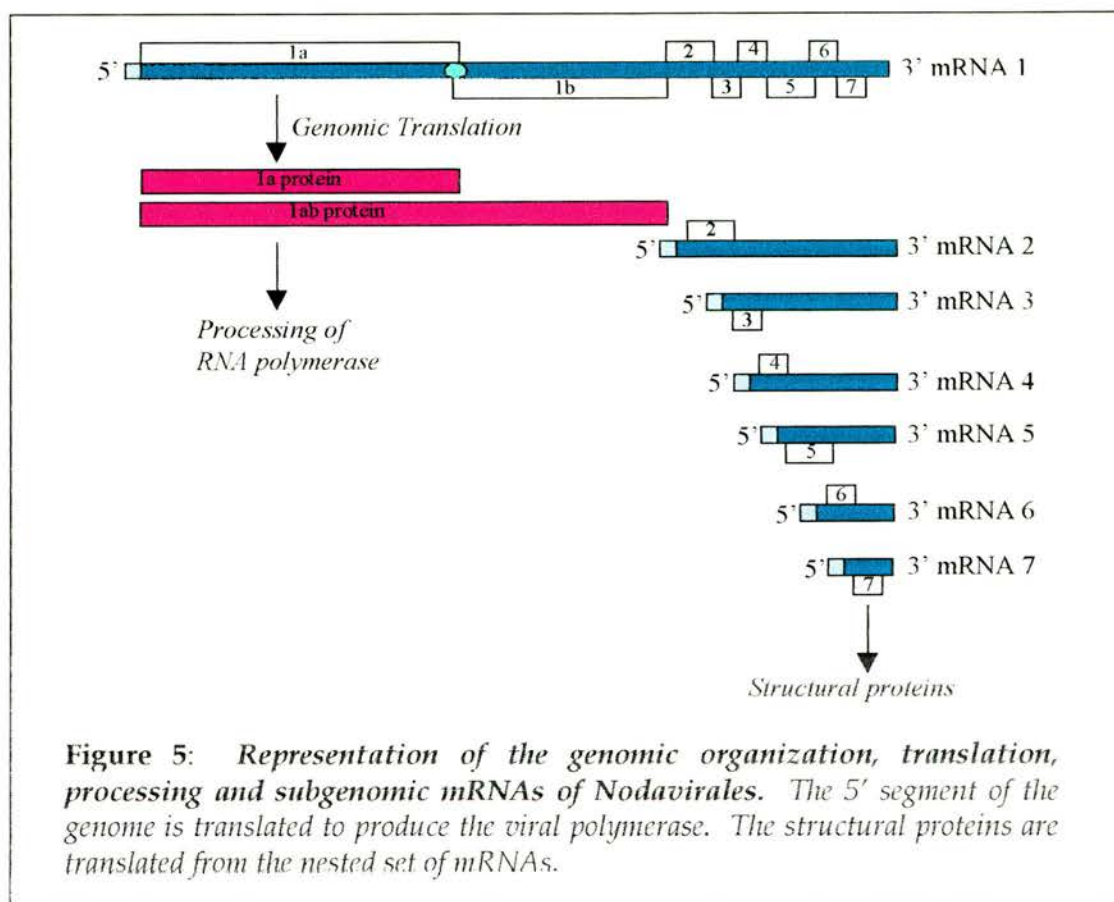 1a
2 4 6
5' 3' mRNA 1
1b 3 5 7
Genomic Translation
1a protein
1ab protein
2
5' 3' mRNA 2
Processing of
RNA polymerase
5' 3' mRNA 3
3
4
5' 3' mRNA 4
5' 3' mRNA 5
5
6
5' 3' mRNA 6
5' 3' mRNA 7
7
Structural proteins
Figure 5: Representation of the genomic organization, translation,
processing and subgenomic mRNAs of Nodavirales. The 5' segment of the
genome is translated to produce the viral polymerase. The structural proteins are
translated from the nested set of mRNAs.